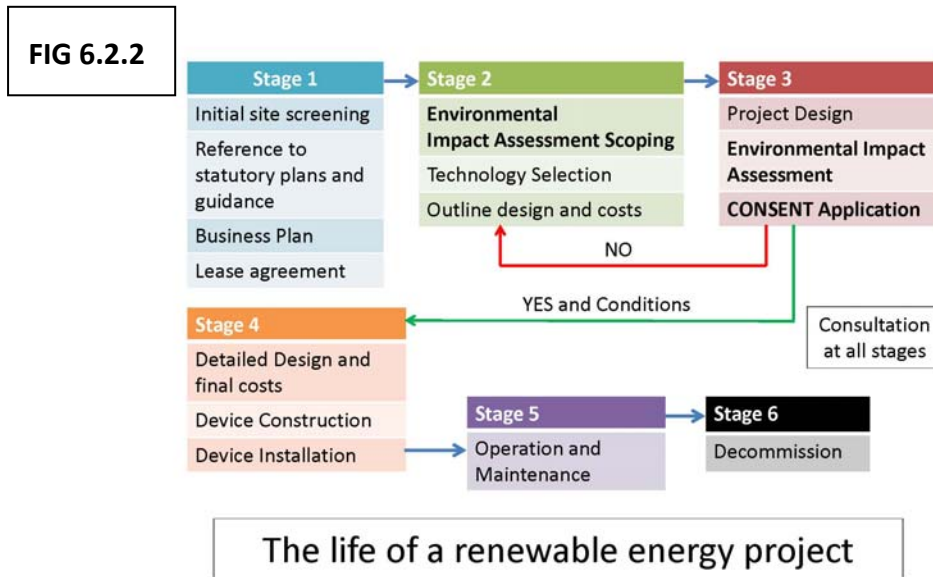 FIG 6.2.2
Stage 1
Initial site screening
Reference to
statutory plans and
guidance
Business Plan
Lease agreement
Stage 2
Environmental
Impact Assessment Scoping
Technology Selection
Outline design and costs
Stage 3
Project Design
Environmental Impact
Assessment
CONSENT Application
NO
YES and Conditions
Consultation
at all stages
Stage 4
Detailed Design and
final costs
Device Construction
Device Installation
Stage 5
Operation and
Maintenance
Stage 6
Decommission
The life of a renewable energy project